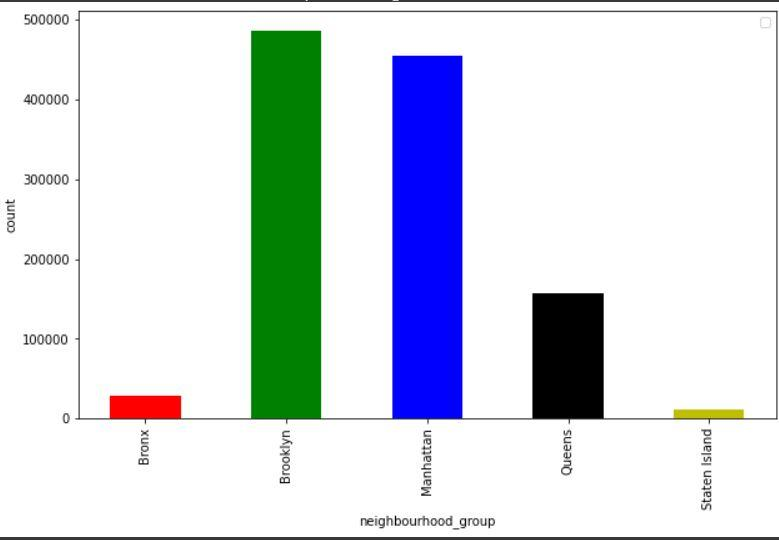 500000
400000
300000
200000
100000
0
count
Bronx
Brooklyn
Manhattan
Queens
Staten Island
neighbourhood_group